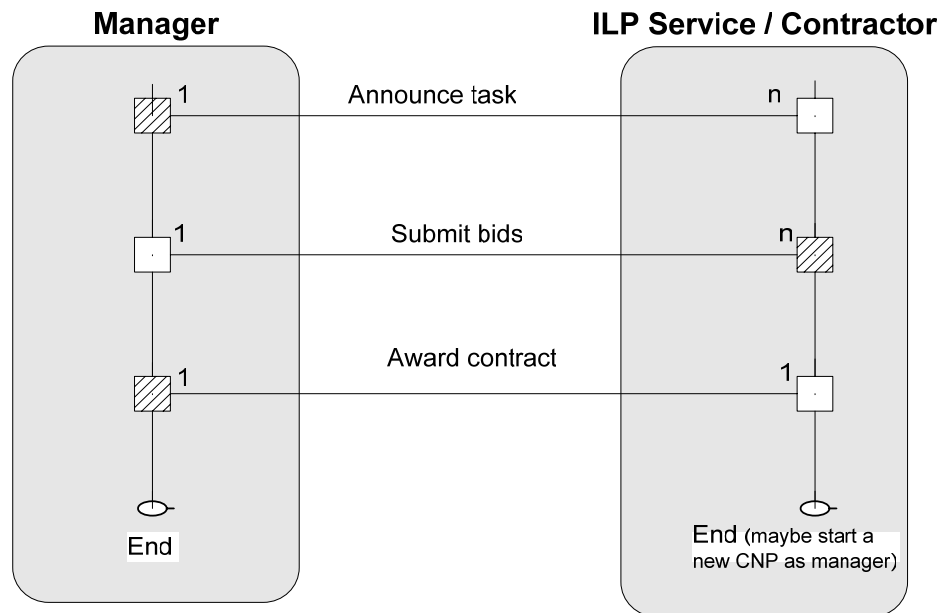 Manager
ILP Service / Contractor
1
Announce task
n
1
Submit bids
n
1
Award contract
1
End
End (maybe start a
new CNP as manager)